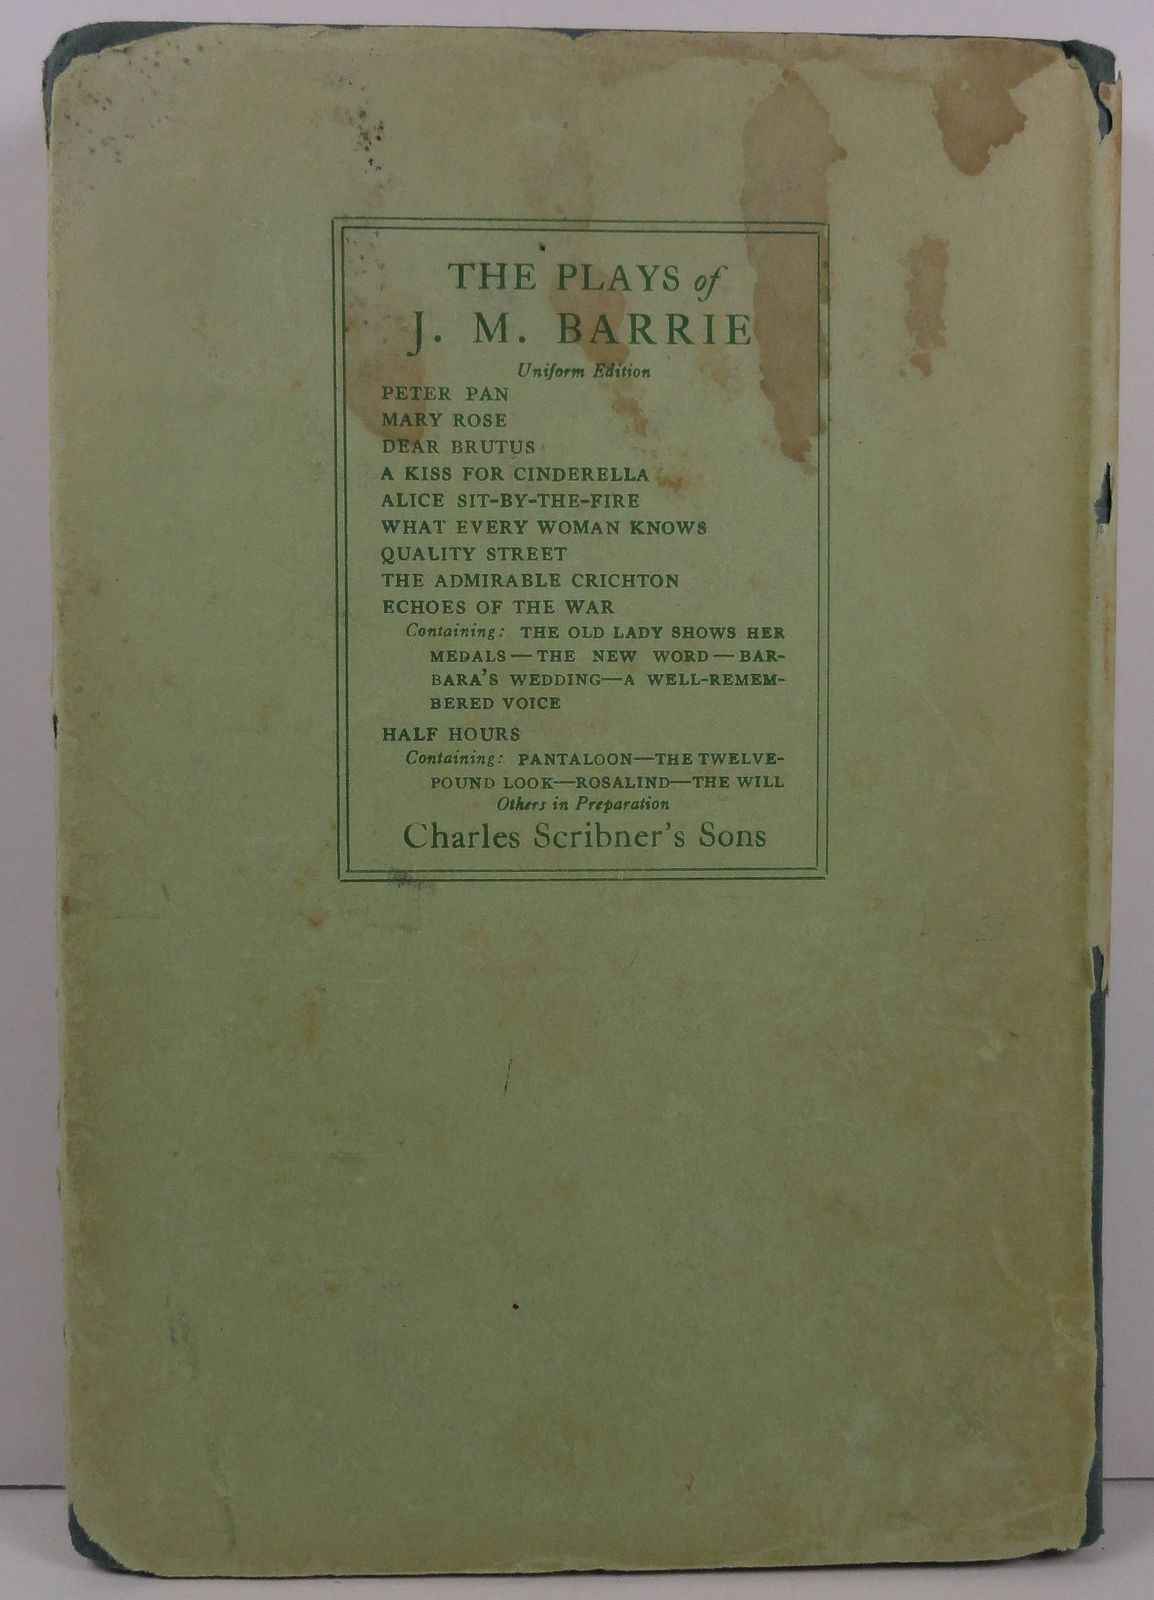 THE PLAYS of
J. M. BARRIE
Uniform Edition
PETER PAN
MARY ROSE
DEAR BRUTUS
A KISS FOR CINDERELLA
ALICE SIT-BY-THE-FIRE
WHAT EVERY WOMAN KNOWS
QUALITY STREET
THE ADMIRABLE CRICHTON
ECHOES OF THE WAR
Containing: THE OLD LADY SHOWS HER
MEDALS—THE NEW WORD—BAR-
BARA'S WEDDING—A WELL-REMEM-
BERED VOICE
HALF HOURS
Containing: PANTALOON—THE TWELVE-
POUND LOOK—ROSALIND—THE WILL
Others in Preparation
Charles Scribner's Sons